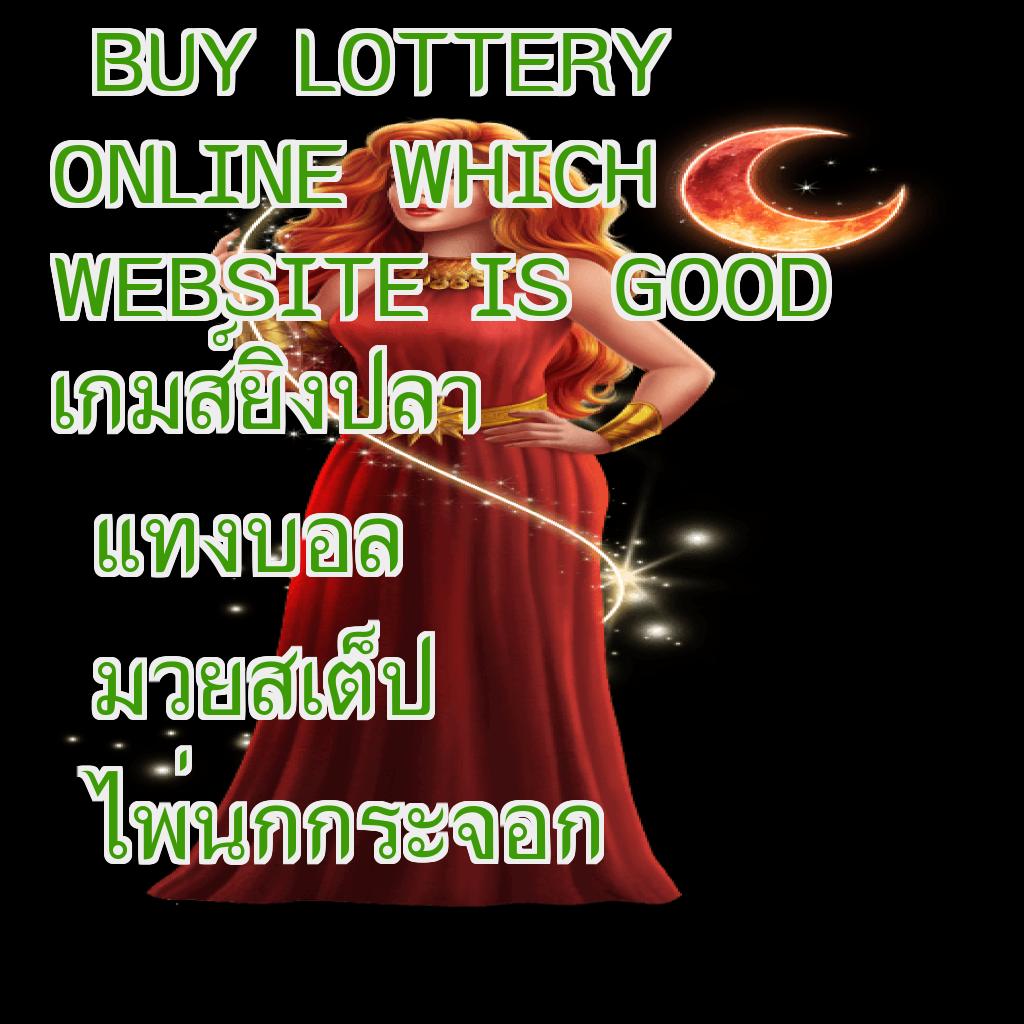 BUY LOTTERY
ONLINE WHICH
WEBSITE IS GOOD
เกมส์ยิงปลา
แทงบอล
มวยสเต็ป
ไพ่นกกระจอก